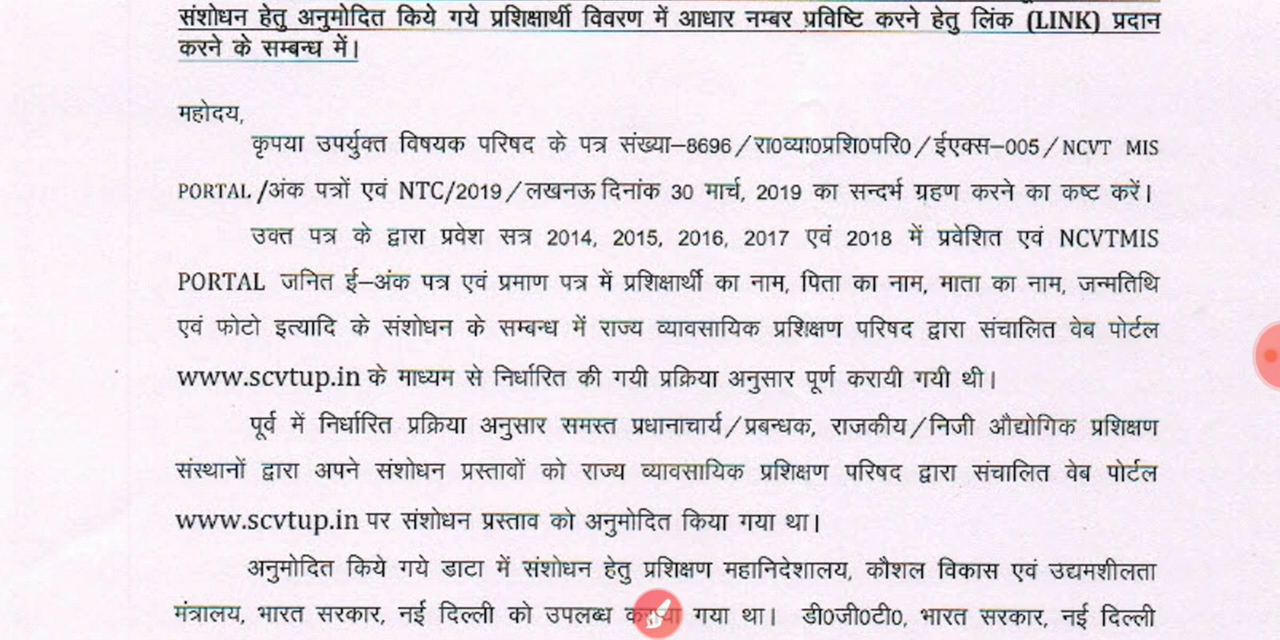 संशोधन हेतु अनुमोदित किये गये प्रशिक्षार्थी विवरण में आधार नम्बर प्रविष्टि करने हेतु लिंक (LINK) प्रदान
करने के सम्बन्ध में।
महोदय,
कृपया उपर्युक्त विषयक परिषद के पत्र संख्या–8696/रा0व्या0प्रशि0परि0/ईएक्स–005/NCVT MIS
PORTAL/अंक पत्रों एवं NTC/2019/लखनऊ दिनांक 30 मार्च, 2019 का सन्दर्भ ग्रहण करने का कष्ट करें।
उक्त पत्र के द्वारा प्रवेश सत्र 2014, 2015, 2016, 2017 एवं 2018 में प्रवेशित एवं NCVTMIS
PORTAL जनित ई–अंक पत्र एवं प्रमाण पत्र में प्रशिक्षार्थी का नाम, पिता का नाम, माता का नाम, जन्मतिथि
एवं फोटो इत्यादि के संशोधन के सम्बन्ध में राज्य व्यावसायिक प्रशिक्षण परिषद द्वारा संचालित वेब पोर्टल
www.scvtup.in के माध्यम से निर्धारित की गयी प्रक्रिया अनुसार पूर्ण करायी गयी थी।
पूर्व में निर्धारित प्रक्रिया अनुसार समस्त प्रधानाचार्य/प्रबन्धक, राजकीय/निजी औद्योगिक प्रशिक्षण
संस्थानों द्वारा अपने संशोधन प्रस्तावों को राज्य व्यावसायिक प्रशिक्षण परिषद द्वारा संचालित वेब पोर्टल
www.scvtup.in पर संशोधन प्रस्ताव को अनुमोदित किया गया था।
अनुमोदित किये गये डाटा में संशोधन हेतु प्रशिक्षण महानिदेशालय, कौशल विकास एवं उद्यमशीलता
मंत्रालय, भारत सरकार, नई दिल्ली को उपलब्ध गया था। डी0जी0टी0, भारत सरकार, नई दिल्ली